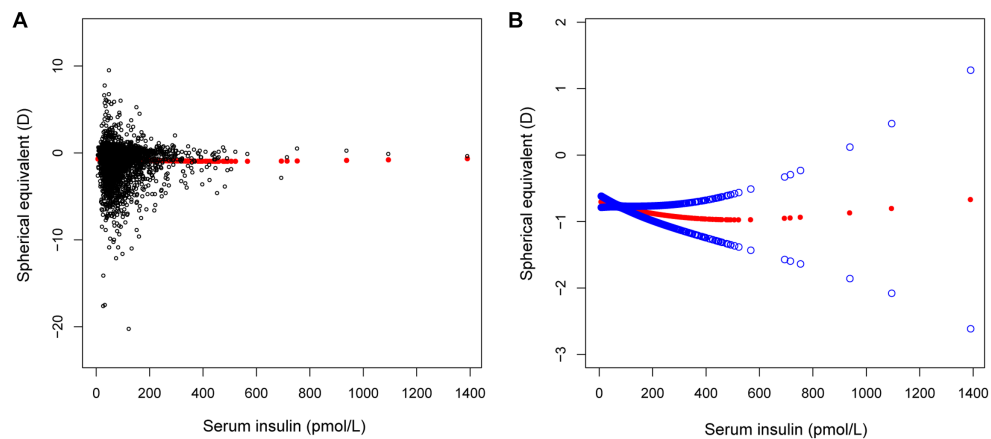 A
Spherical equivalent (D)
10
0
−10
−20
0 200 400 600 800 1000 1200 1400
Serum insulin (pmol/L)
B
Spherical equivalent (D)
2
1
0
−1
−2
−3
0 200 400 600 800 1000 1200 1400
Serum insulin (pmol/L)